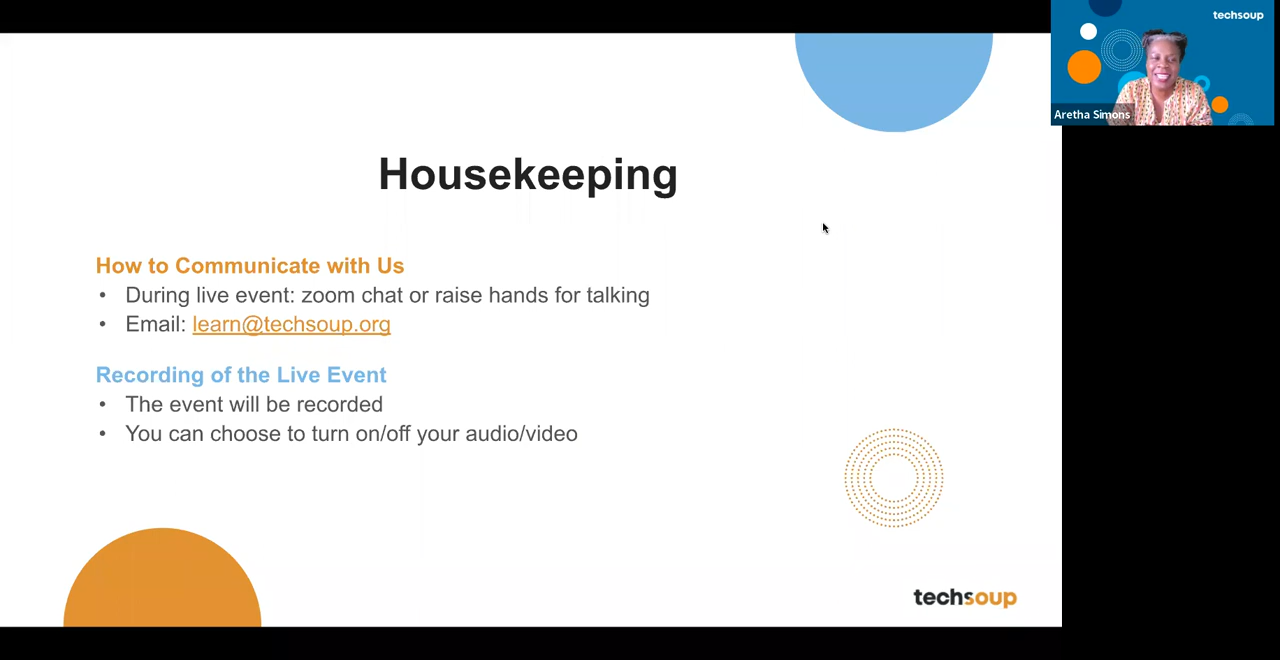 techsoup
Aretha Simons
Housekeeping
How to Communicate with Us
• During live event: zoom chat or raise hands for talking
• Email: learn@techsoup.org
Recording of the Live Event
• The event will be recorded
• You can choose to turn on/off your audio/video
techsoup